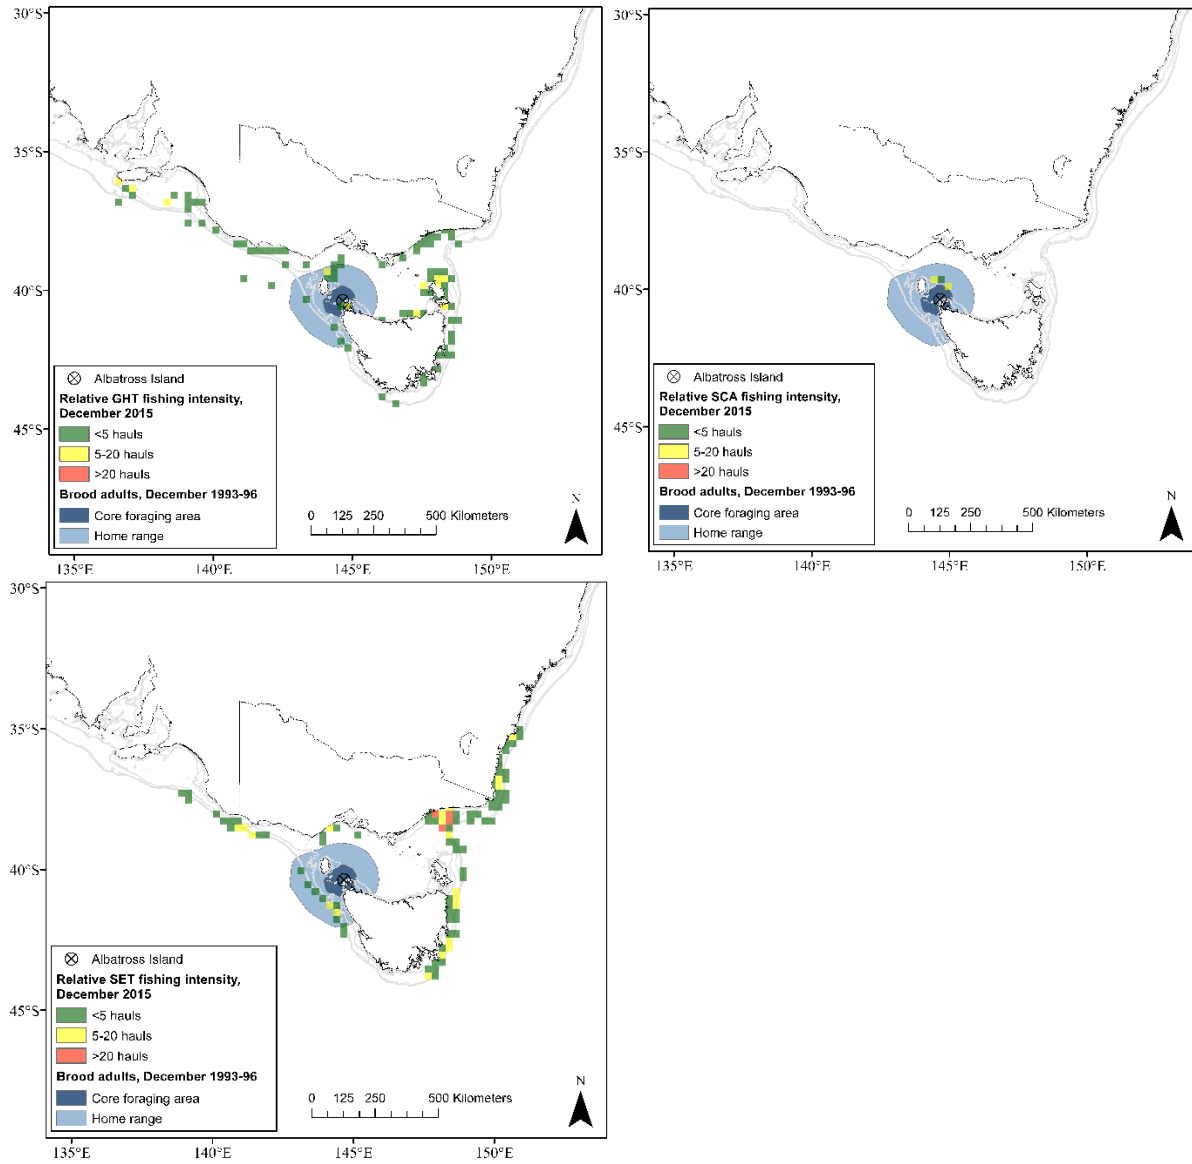 30°S
35°S
40°S
45°S
Albatross Island
Relative GHT fishing intensity,
December 2015
<5 hauls
5-20 hauls
>20 hauls
Brood adults, December 1993-96
Core foraging area
Home range
0 125 250 500 Kilometers
N
135°E 140°E 145°E 150°E
30°S
35°S
40°S
45°S
Albatross Island
Relative SCA fishing intensity,
December 2015
<5 hauls
5-20 hauls
>20 hauls
Brood adults, December 1993-96
Core foraging area
Home range
0 125 250 500 Kilometers
N
135°E 140°E 145°E 150°E
30°S
35°S
40°S
45°S
Albatross Island
Relative SET fishing intensity,
December 2015
<5 hauls
5-20 hauls
>20 hauls
Brood adults, December 1993-96
Core foraging area
Home range
0 125 250 500 Kilometers
N
135°E 140°E 145°E 150°E